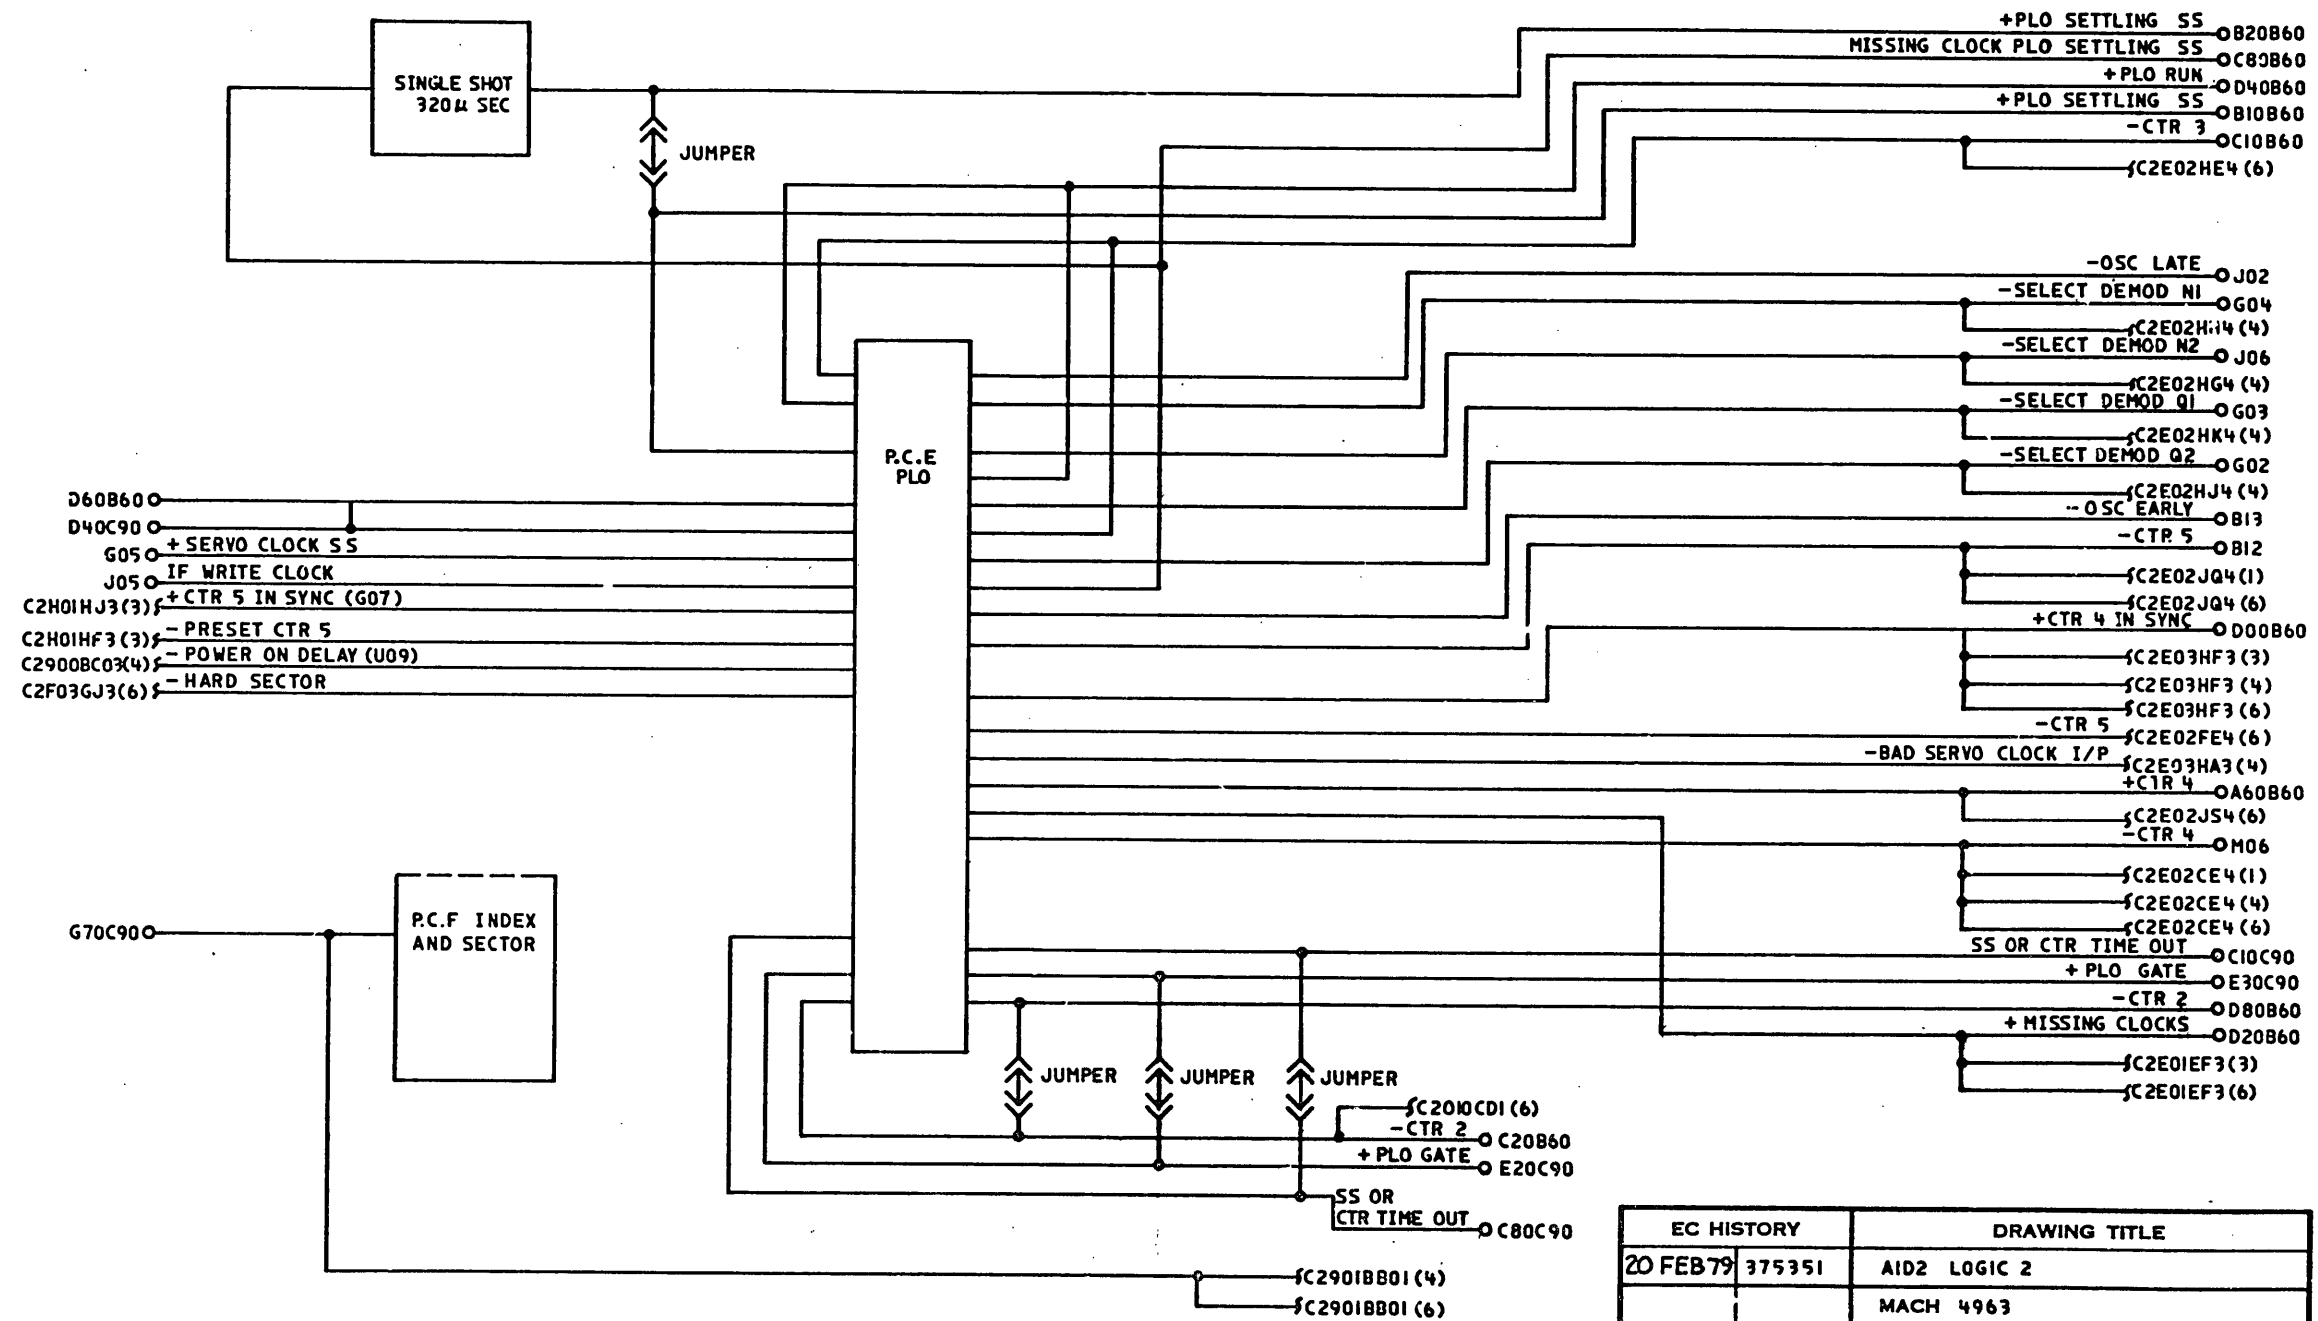 +PLO SETTLING SS
B20B60
MISSING CLOCK PLO SETTLING SS
C80B60
+PLO RUN
D40B60
+PLO SETTLING SS
B10B60
-CTR 3
C10B60
C2E02HE4(6)
SINGLE SHOT
320µ SEC
JUMPER
-OSC LATE
J02
-SELECT DEMOD N1
G04
-SELECT DEMOD N2
J06
C2E02HG4(4)
-SELECT DEMOD Q1
G03
C2E02HK4(4)
-SELECT DEMOD Q2
G02
C2E02HJ4(4)
-OSC EARLY
B13
-CTR 5
B12
C2E02JQ4(1)
C2E02JQ4(6)
+CTR 4 IN SYNC
D00B60
C2E03HF3(3)
C2E03HF3(4)
C2E03HF3(6)
-CTR 5
C2E02FE4(6)
-BAD SERVO CLOCK I/P
C2E03HA3(4)
+CTR 4
A60B60
C2E02JS4(6)
-CTR 4
M06
C2E02CE4(1)
C2E02CE4(4)
C2E02CE4(6)
SS OR CTR TIME OUT
C10C90
+ PLO GATE
E30C90
-CTR 2
D80B60
+ MISSING CLOCKS
D20B60
C2E01EF3(3)
C2E01EF3(6)
P.C.E
PLO
D60B60
D40C90
G05 + SERVO CLOCK SS
J05 IF WRITE CLOCK
C2H01HJ3(3) + CTR 5 IN SYNC (G07)
C2H01HF3(3) - PRESET CTR 5
C2900BC03(4) - POWER ON DELAY (U09)
C2F03GJ3(6) - HARD SECTOR
G70C90
P.C.F INDEX
AND SECTOR
JUMPER
JUMPER
JUMPER
C2010CD1(6)
-CTR 2
C20B60
+ PLO GATE
E20C90
SS OR
CTR TIME OUT
C80C90
C2901BB01(4)
C2901BB01(6)
EC HISTORY
DRAWING TITLE
20 FEB79 375351
A1D2 LOGIC 2
MACH 4963